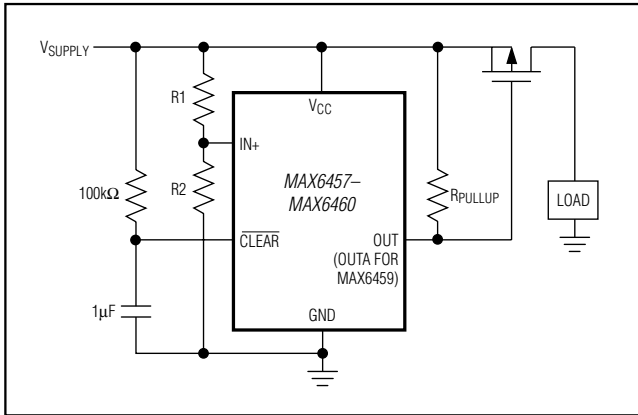 VSUPPLY
R1
VCC
IN+
MAX6457–
MAX6460
100kΩ
R2
RPULLUP
LOAD
CLEAR
OUT
(OUTA FOR
MAX6459)
1µF
GND